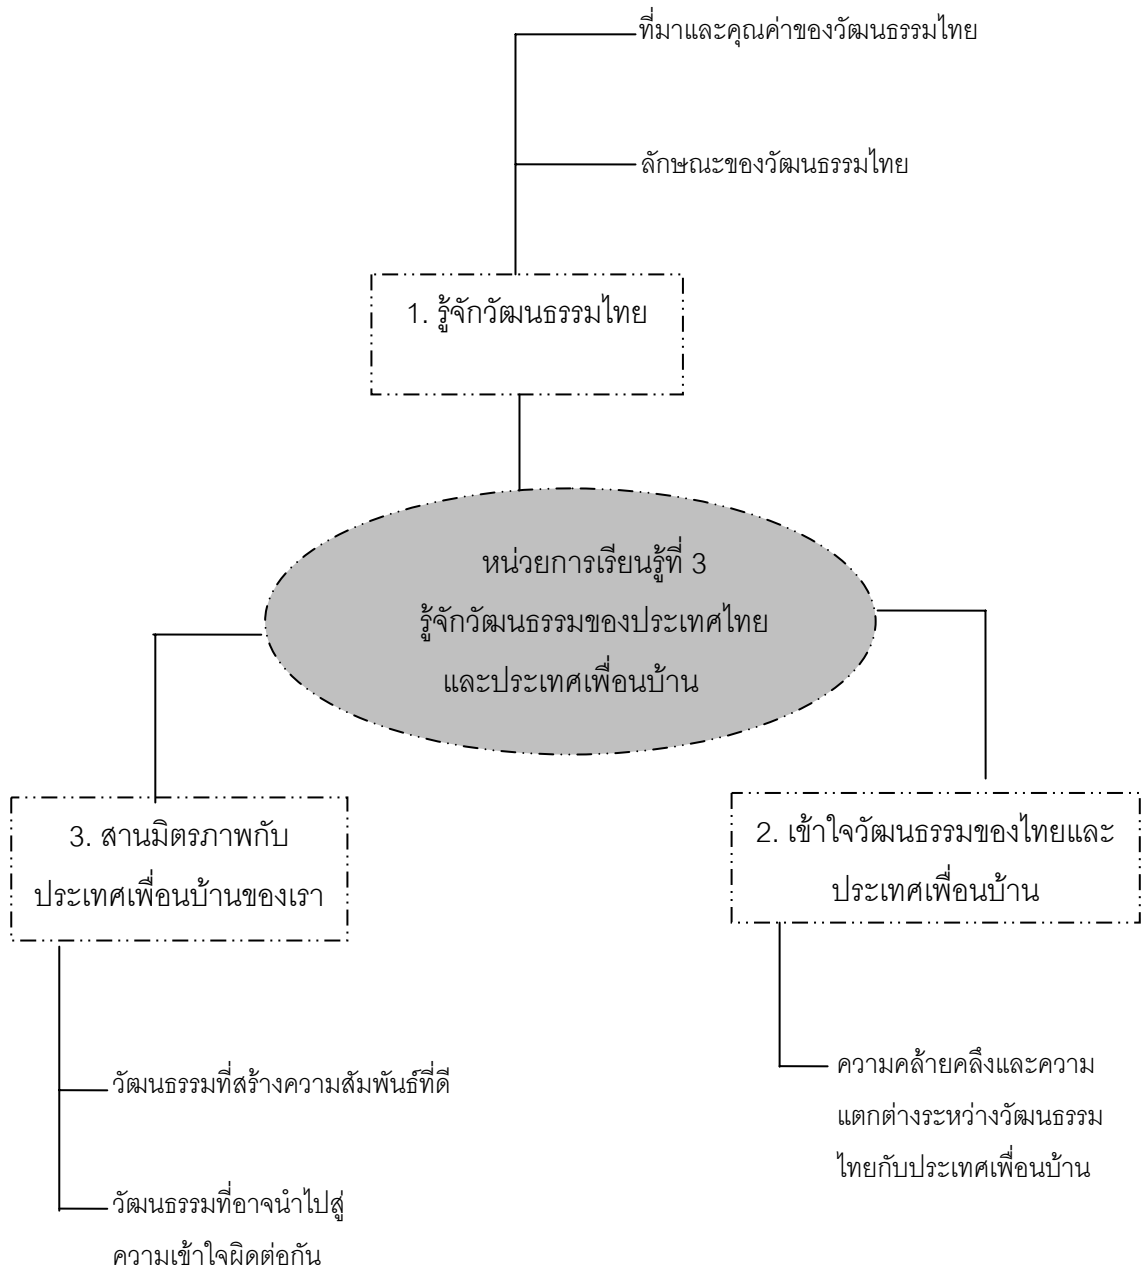 ที่มาและคุณค่าของวัฒนธรรมไทย
ลักษณะของวัฒนธรรมไทย
1. รู้จักวัฒนธรรมไทย
หน่วยการเรียนรู้ที่ 3
รู้จักวัฒนธรรมของประเทศไทย
และประเทศเพื่อนบ้าน
3. สานมิตรภาพกับ
ประเทศเพื่อนบ้านของเรา
2. เข้าใจวัฒนธรรมของไทยและ
ประเทศเพื่อนบ้าน
วัฒนธรรมที่สร้างความสัมพันธ์ที่ดี
วัฒนธรรมที่อาจนำไปสู่
ความเข้าใจผิดต่อกัน
ความคล้ายคลึงและความ
แตกต่างระหว่างวัฒนธรรม
ไทยกับประเทศเพื่อนบ้าน